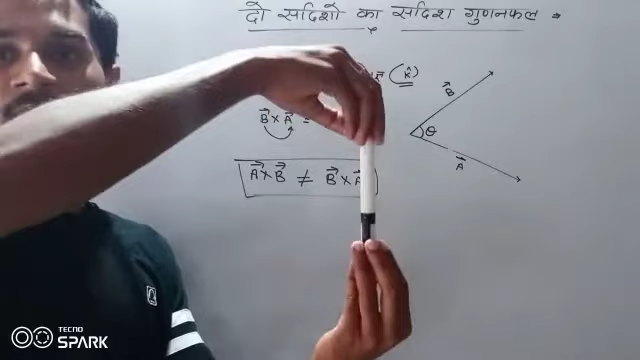 दो सदिशो का सदिश गुणनफल
(k̂)
B⃗
B⃗ × A⃗ =
θ
A⃗
A⃗ × B⃗ ≠ B⃗ × A⃗
TECNO
SPARK